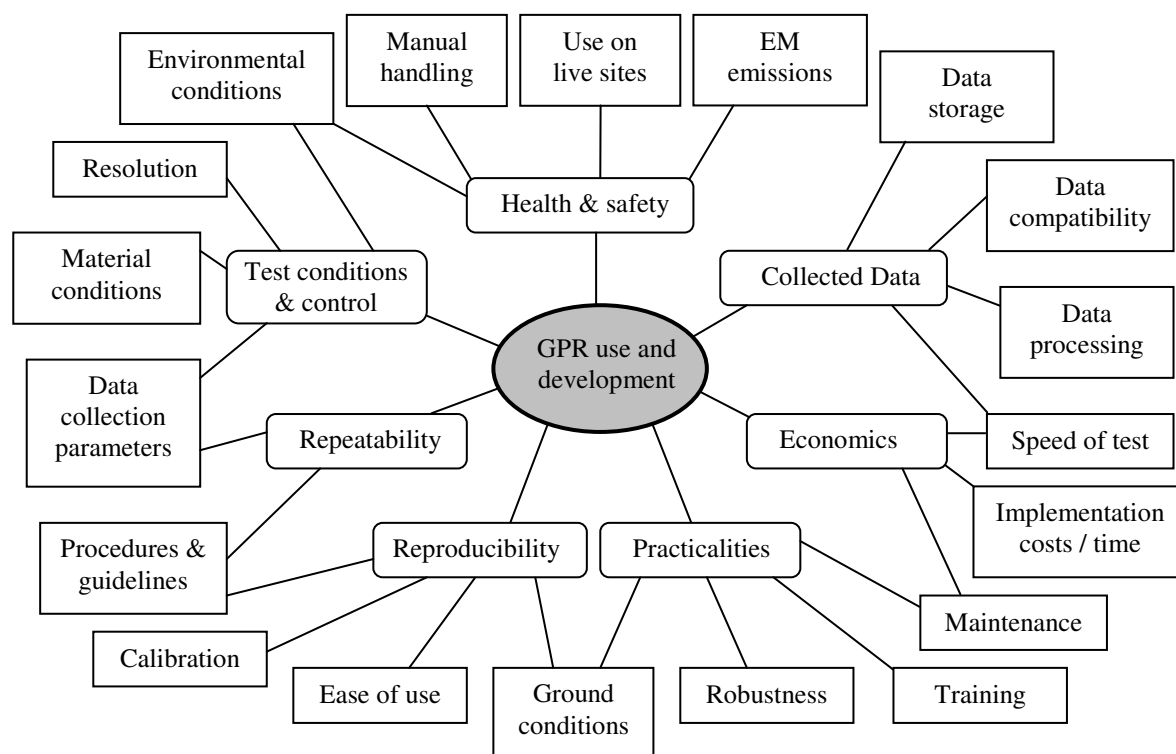 Environmental
conditions
Manual
handling
Use on
live sites
EM
emissions
Data
storage
Resolution
Health & safety
Data
compatibility
Material
conditions
Test conditions
& control
Collected Data
GPR use and
development
Data
processing
Data
collection
parameters
Repeatability
Economics
Speed of test
Implementation
costs / time
Procedures &
guidelines
Reproducibility
Practicalities
Maintenance
Calibration
Ease of use
Ground
conditions
Robustness
Training